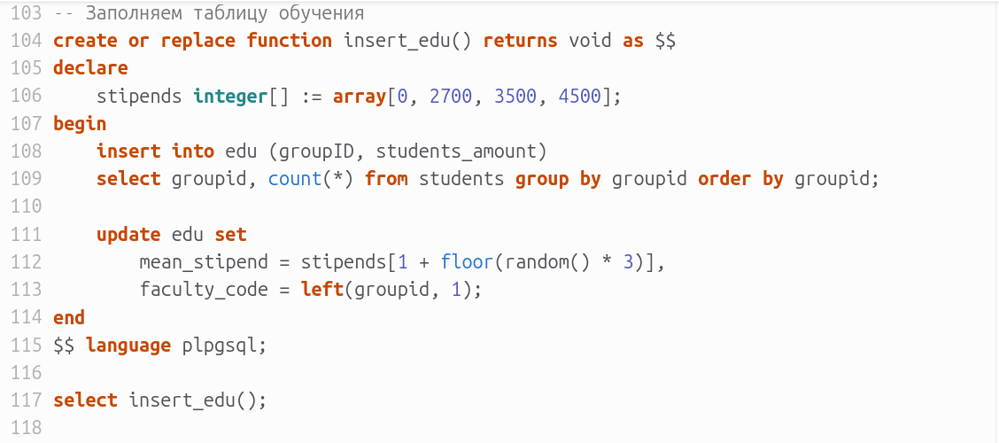 103 -- Заполняем таблицу обучения
104 create or replace function insert_edu() returns void as $$
105 declare
106     stipends integer[] := array[0, 2700, 3500, 4500];
107 begin
108     insert into edu (groupID, students_amount)
109     select groupid, count(*) from students group by groupid order by groupid;
110
111     update edu set
112         mean_stipend = stipends[1 + floor(random() * 3)],
113         faculty_code = left(groupid, 1);
114 end
115 $$ language plpgsql;
116
117 select insert_edu();
118